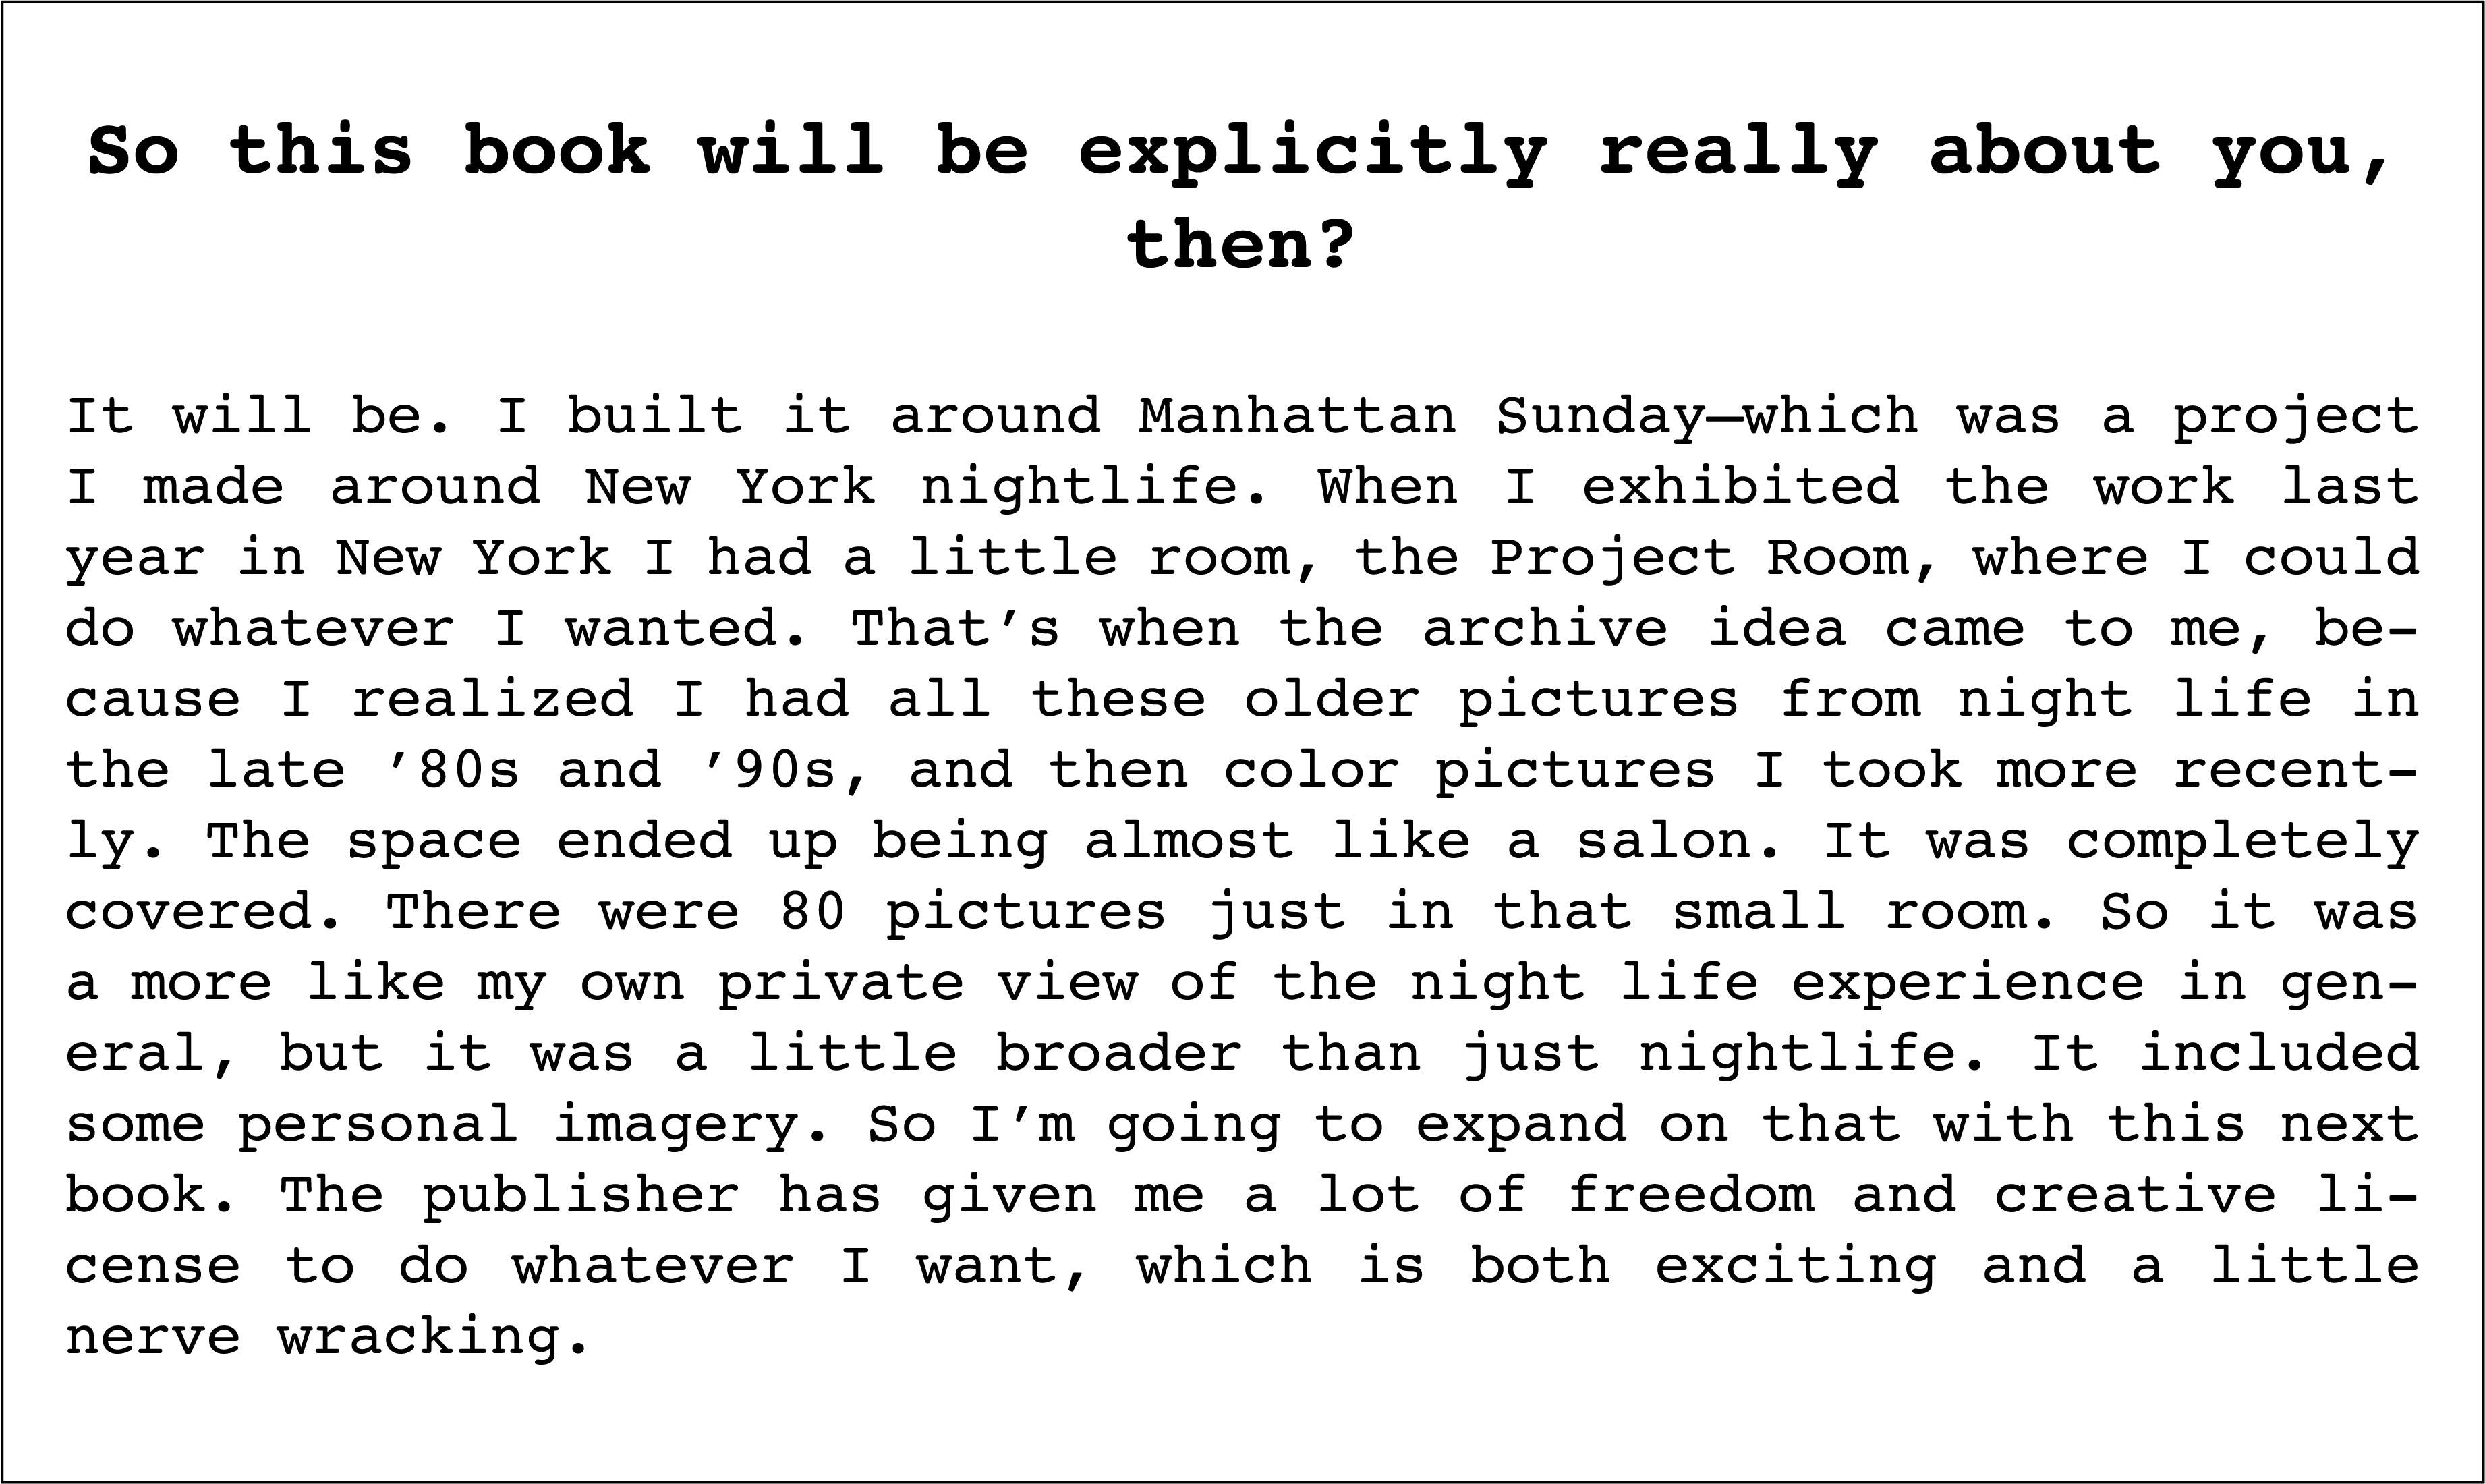 So this book will be explicitly really about you,
then?
It will be. I built it around Manhattan Sunday—which was a project
I made around New York nightlife. When I exhibited the work last
year in New York I had a little room, the Project Room, where I could
do whatever I wanted. That’s when the archive idea came to me, be-
cause I realized I had all these older pictures from night life in
the late ’80s and ’90s, and then color pictures I took more recent-
ly. The space ended up being almost like a salon. It was completely
covered. There were 80 pictures just in that small room. So it was
a more like my own private view of the night life experience in gen-
eral, but it was a little broader than just nightlife. It included
some personal imagery. So I’m going to expand on that with this next
book. The publisher has given me a lot of freedom and creative li-
cense to do whatever I want, which is both exciting and a little
nerve wracking.